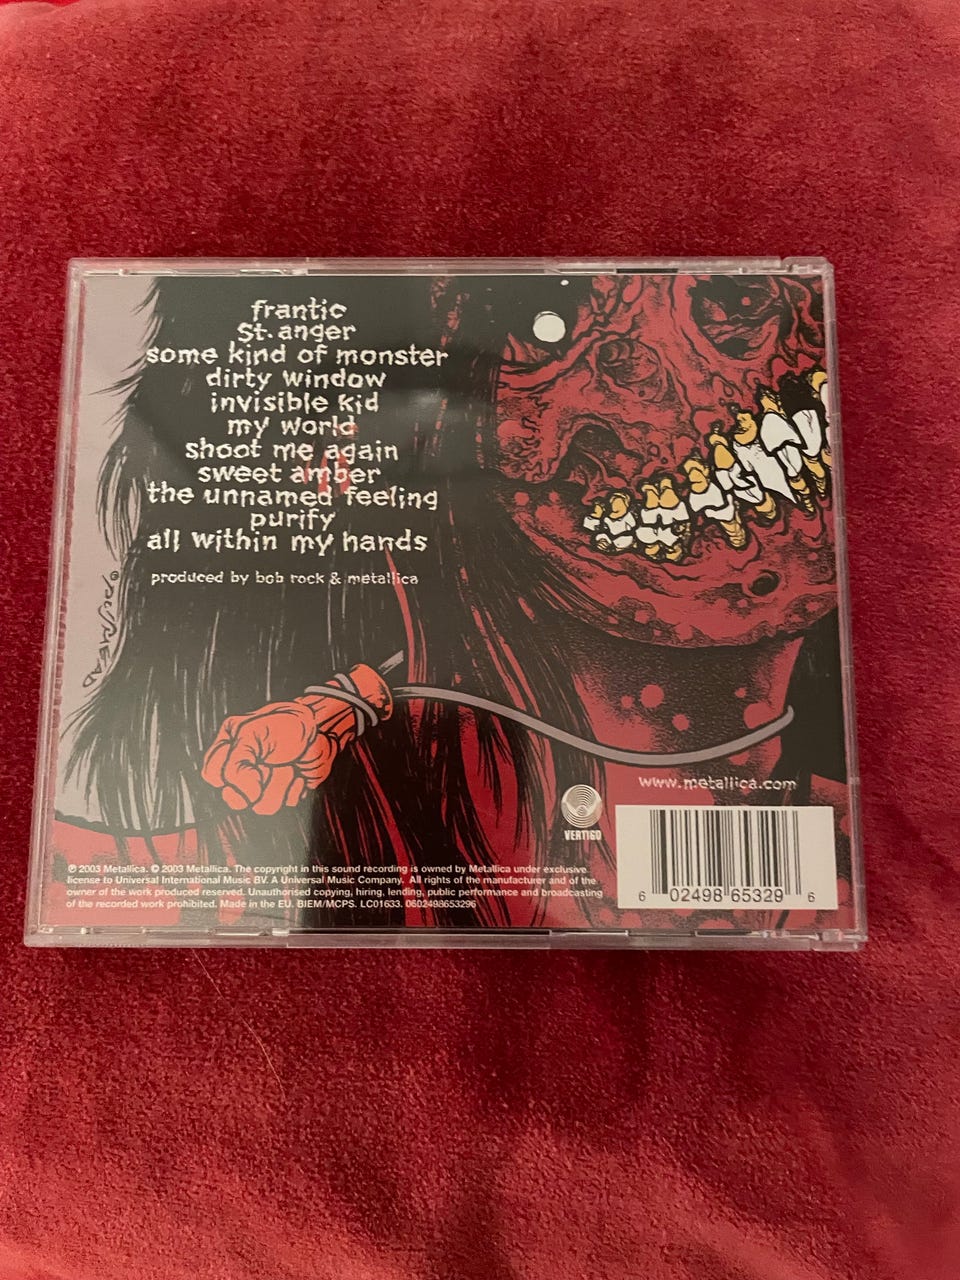 frantic
St. anger
some kind of monster
dirty window
invisible kid
my world
shoot me again
sweet amber
the unnamed feeling
purify
all within my hands
produced by bob rock & metallica
© PUSHEAD
www.metallica.com
VERTIGO
℗ 2003 Metallica. © 2003 Metallica. The copyright in this sound recording is owned by Metallica under exclusive
license to Universal International Music BV. A Universal Music Company. All rights of the manufacturer and of the
owner of the work produced reserved. Unauthorised copying, hiring, lending, public performance and broadcasting
of the recorded work prohibited. Made in the EU. BIEM/MCPS. LC01633. 0602498653296
6 02498 65329 6